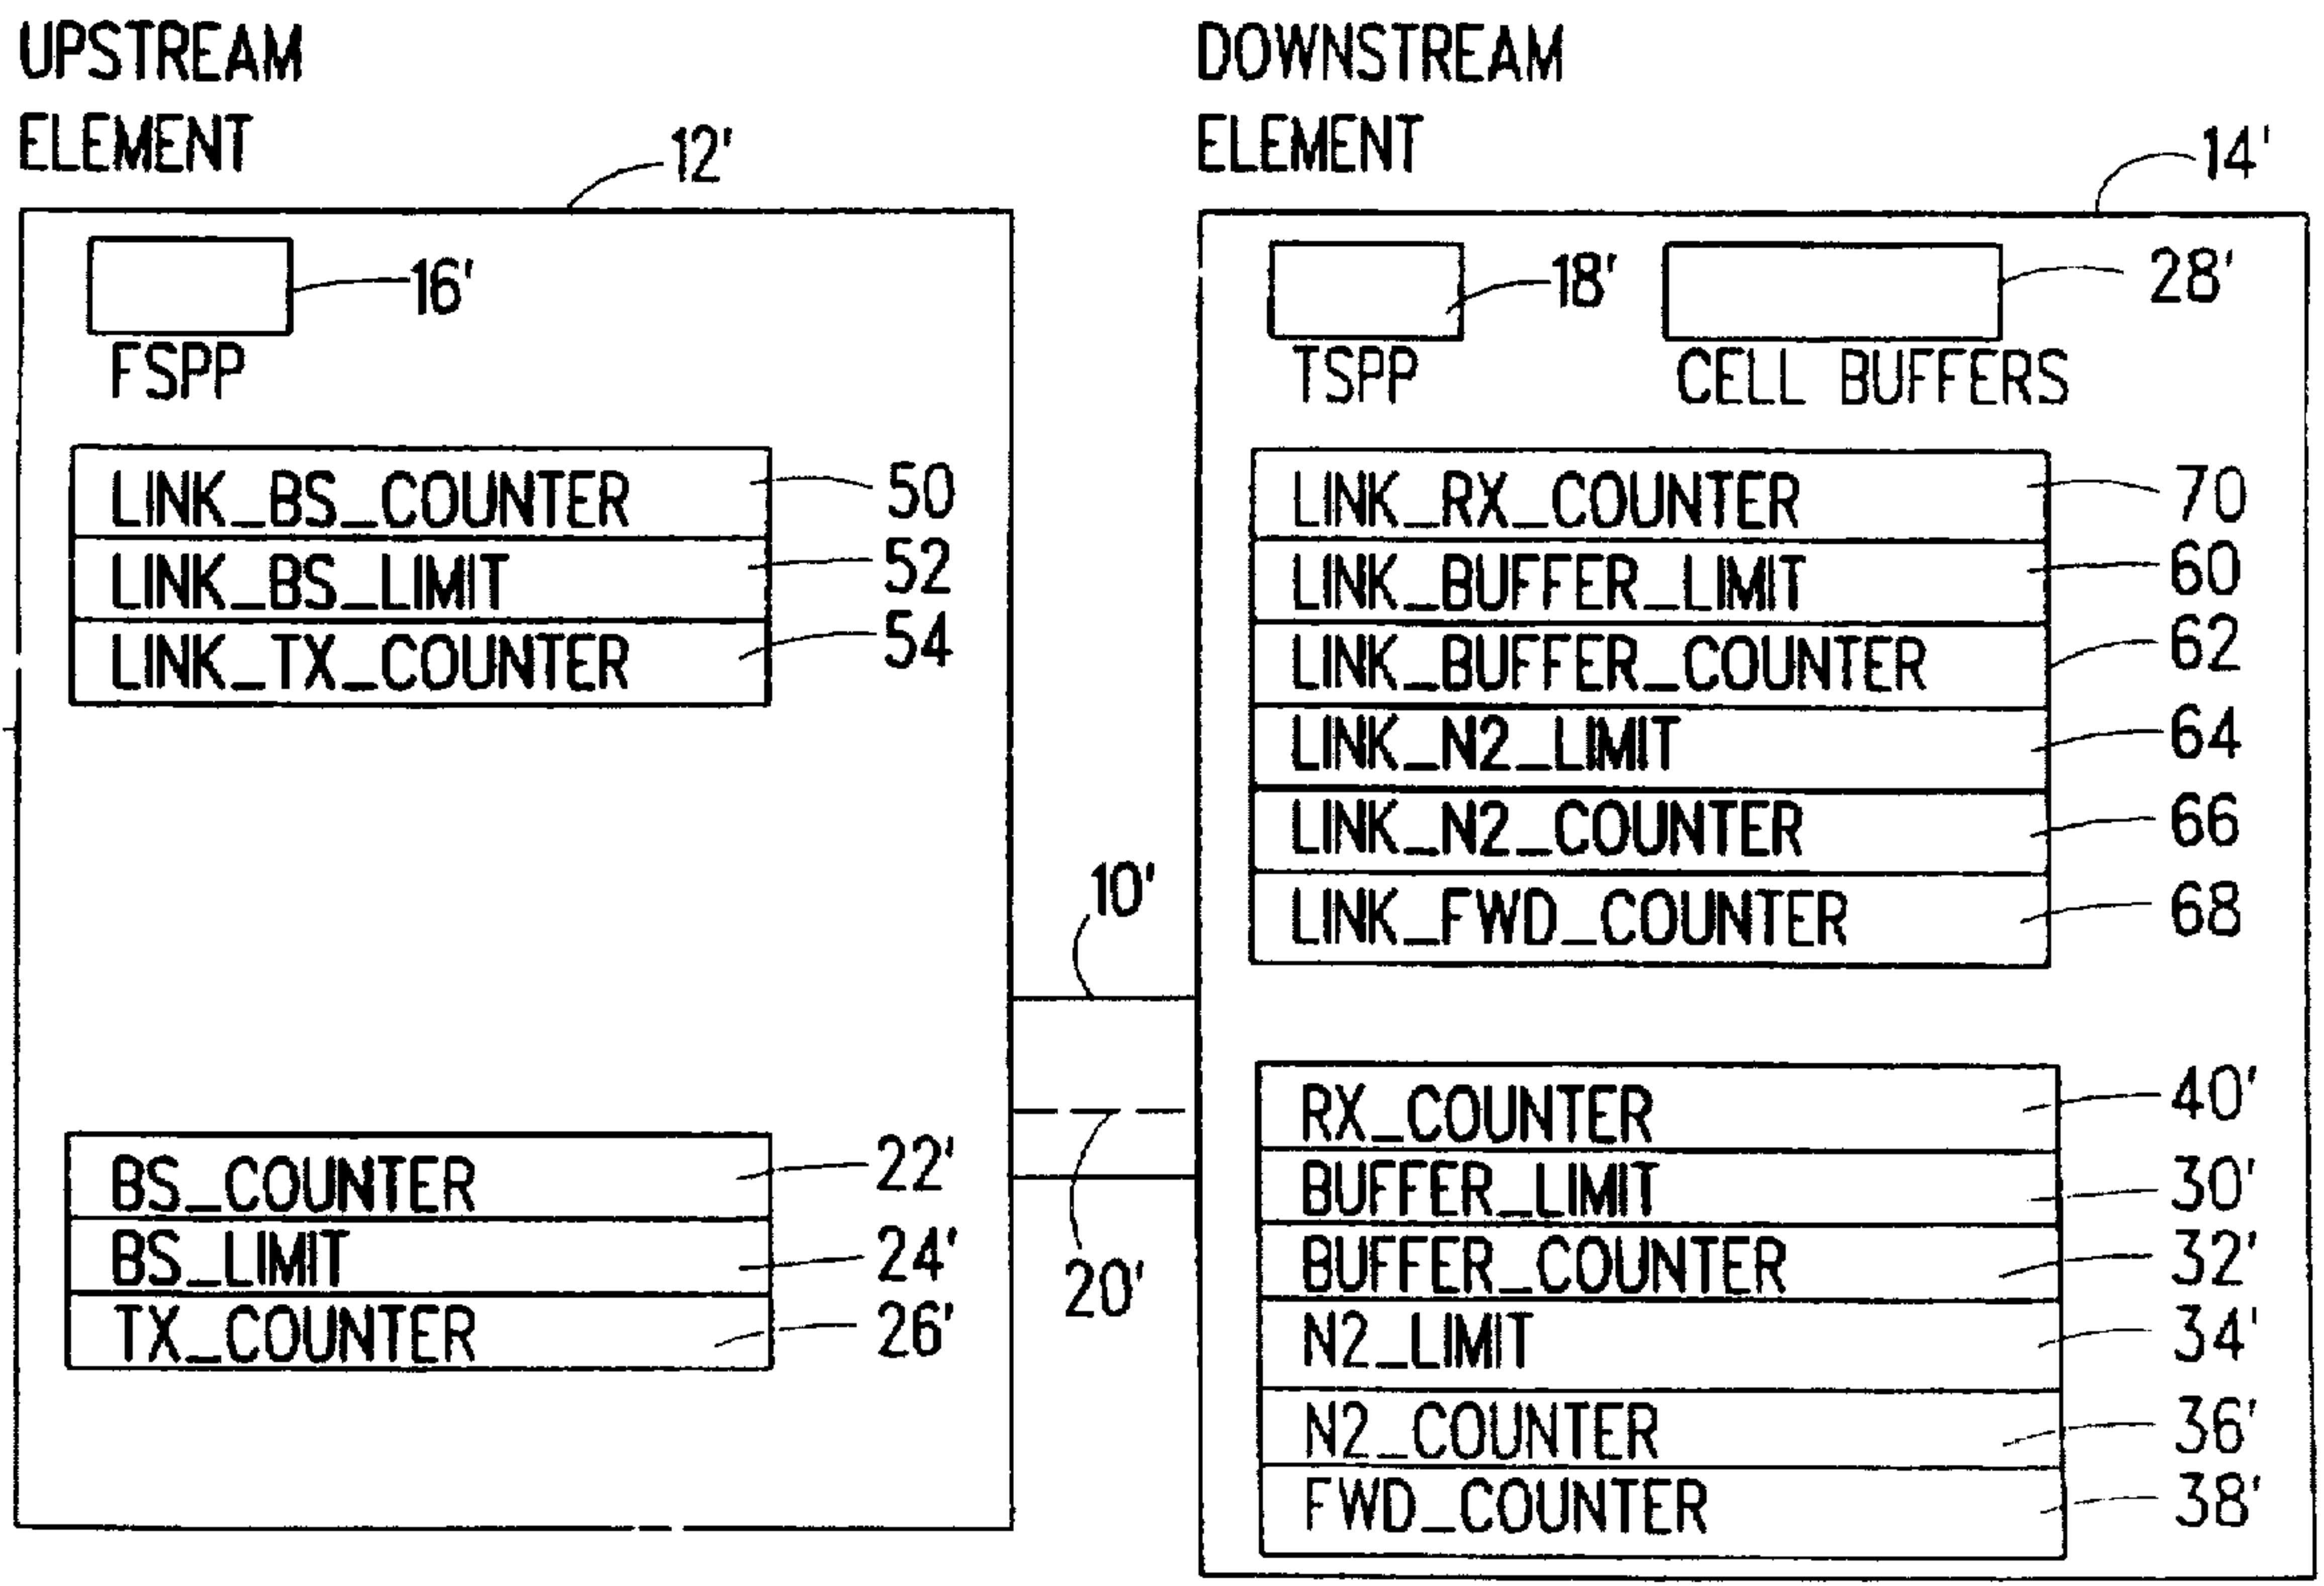 UPSTREAM
ELEMENT
12'
16'
FSPP
LINK_BS_COUNTER 50
LINK_BS_LIMIT 52
LINK_TX_COUNTER 54
BS_COUNTER 22'
BS_LIMIT 24'
TX_COUNTER 26'
10'
20'
DOWNSTREAM
ELEMENT
14'
18'
28'
TSPP
CELL BUFFERS
LINK_RX_COUNTER 70
LINK_BUFFER_LIMIT 60
LINK_BUFFER_COUNTER 62
LINK_N2_LIMIT 64
LINK_N2_COUNTER 66
LINK_FWD_COUNTER 68
RX_COUNTER 40'
BUFFER_LIMIT 30'
BUFFER_COUNTER 32'
N2_LIMIT 34'
N2_COUNTER 36'
FWD_COUNTER 38'